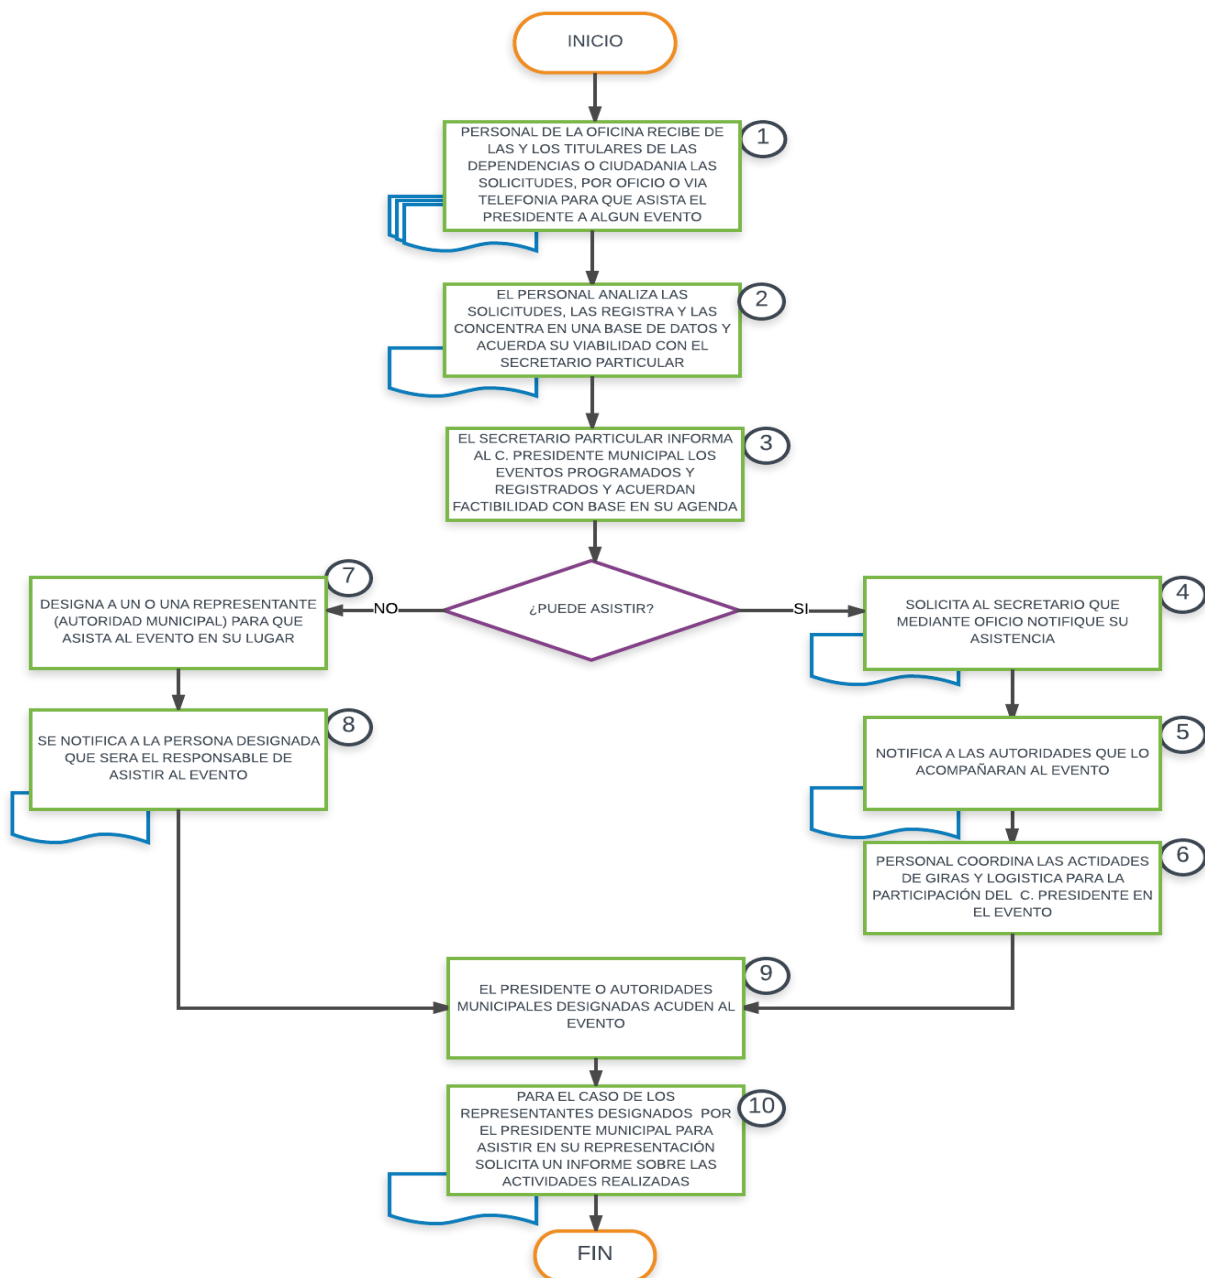 INICIO
1
PERSONAL DE LA OFICINA RECIBE DE
LAS Y LOS TITULARES DE LAS
DEPENDENCIAS O CIUDADANIA LAS
SOLICITUDES, POR OFICIO O VIA
TELEFONIA PARA QUE ASISTA EL
PRESIDENTE A ALGUN EVENTO
2
EL PERSONAL ANALIZA LAS
SOLICITUDES, LAS REGISTRA Y LAS
CONCENTRA EN UNA BASE DE DATOS Y
ACUERDA SU VIABILIDAD CON EL
SECRETARIO PARTICULAR
3
EL SECRETARIO PARTICULAR INFORMA
AL C. PRESIDENTE MUNICIPAL LOS
EVENTOS PROGRAMADOS Y
REGISTRADOS Y ACUERDAN
FACTIBILIDAD CON BASE EN SU AGENDA
¿PUEDE ASISTIR?
NO
SI
7
DESIGNA A UN O UNA REPRESENTANTE
(AUTORIDAD MUNICIPAL) PARA QUE
ASISTA AL EVENTO EN SU LUGAR
8
SE NOTIFICA A LA PERSONA DESIGNADA
QUE SERA EL RESPONSABLE DE
ASISTIR AL EVENTO
4
SOLICITA AL SECRETARIO QUE
MEDIANTE OFICIO NOTIFIQUE SU
ASISTENCIA
5
NOTIFICA A LAS AUTORIDADES QUE LO
ACOMPAÑARAN AL EVENTO
6
PERSONAL COORDINA LAS ACTIDADES
DE GIRAS Y LOGISTICA PARA LA
PARTICIPACIÓN DEL C. PRESIDENTE EN
EL EVENTO
9
EL PRESIDENTE O AUTORIDADES
MUNICIPALES DESIGNADAS ACUDEN AL
EVENTO
10
PARA EL CASO DE LOS
REPRESENTANTES DESIGNADOS POR
EL PRESIDENTE MUNICIPAL PARA
ASISTIR EN SU REPRESENTACIÓN
SOLICITA UN INFORME SOBRE LAS
ACTIVIDADES REALIZADAS
FIN